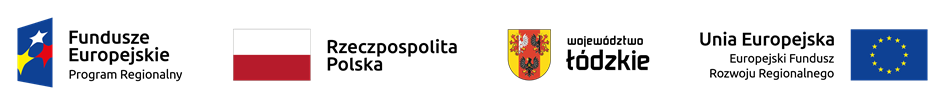 Fundusze
Europejskie
Program Regionalny
Rzeczpospolita
Polska
województwo
łódzkie
Unia Europejska
Europejski Fundusz
Rozwoju Regionalnego